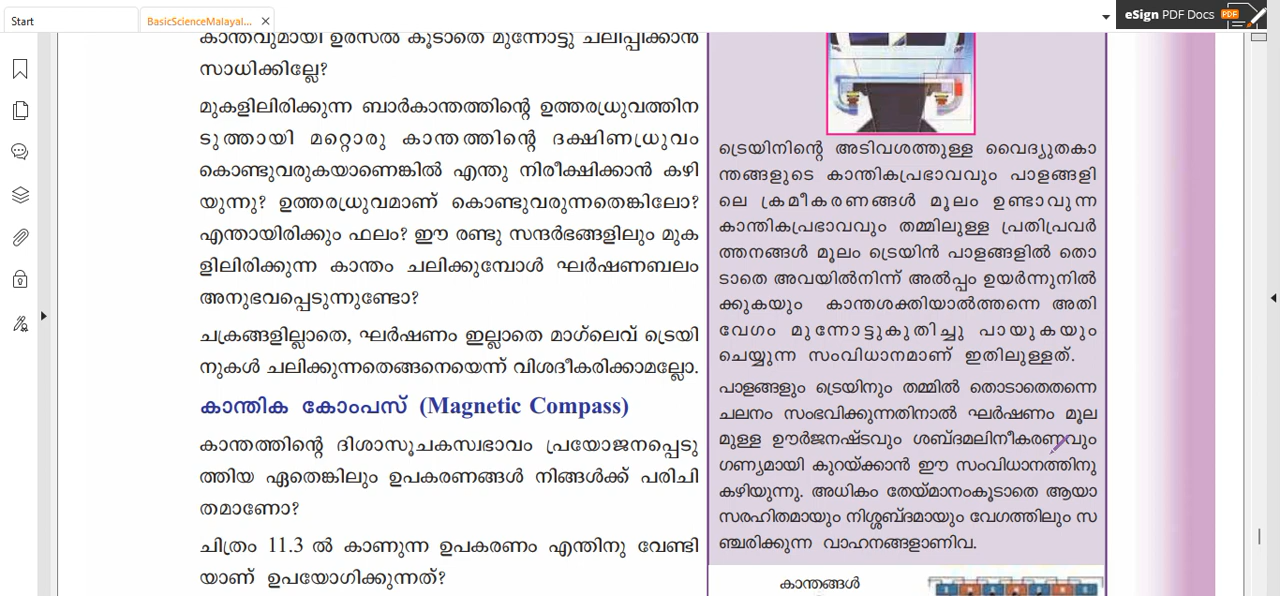 Start
BasicScienceMalayal...
eSign PDF Docs
PDF
കാന്തവുമായി ഉരസൽ കൂടാതെ മുന്നോട്ടു ചലിപ്പിക്കാൻ
സാധിക്കില്ലേ?
മുകളിലിരിക്കുന്ന ബാർകാന്തത്തിന്റെ ഉത്തരധ്രുവത്തിന
ടുത്തായി മറ്റൊരു കാന്തത്തിന്റെ ദക്ഷിണധ്രുവം
കൊണ്ടുവരുകയാണെങ്കിൽ എന്തു നിരീക്ഷിക്കാൻ കഴി
യുന്നു? ഉത്തരധ്രുവമാണ് കൊണ്ടുവരുന്നതെങ്കിലോ?
എന്തായിരിക്കും ഫലം? ഈ രണ്ടു സന്ദർഭങ്ങളിലും മുക
ളിലിരിക്കുന്ന കാന്തം ചലിക്കുമ്പോൾ ഘർഷണബലം
അനുഭവപ്പെടുന്നുണ്ടോ?
ചക്രങ്ങളില്ലാതെ, ഘർഷണം ഇല്ലാതെ മാഗ്‌ലെവ് ട്രെയി
നുകൾ ചലിക്കുന്നതെങ്ങനെയെന്ന് വിശദീകരിക്കാമല്ലോ.
കാന്തിക കോംപസ് (Magnetic Compass)
കാന്തത്തിന്റെ ദിശാസൂചകസ്വഭാവം പ്രയോജനപ്പെടു
ത്തിയ ഏതെങ്കിലും ഉപകരണങ്ങൾ നിങ്ങൾക്ക് പരിചി
തമാണോ?
ചിത്രം 11.3 ൽ കാണുന്ന ഉപകരണം എന്തിനു വേണ്ടി
യാണ് ഉപയോഗിക്കുന്നത്?
ട്രെയിനിന്റെ അടിവശത്തുള്ള വൈദ്യുതകാ
ന്തങ്ങളുടെ കാന്തികപ്രഭാവവും പാളങ്ങളി
ലെ ക്രമീകരണങ്ങൾ മൂലം ഉണ്ടാവുന്ന
കാന്തികപ്രഭാവവും തമ്മിലുള്ള പ്രതിപ്രവർ
ത്തനങ്ങൾ മൂലം ട്രെയിൻ പാളങ്ങളിൽ തൊ
ടാതെ അവയിൽനിന്ന് അൽപ്പം ഉയർന്നുനിൽ
ക്കുകയും കാന്തശക്തിയാൽത്തന്നെ അതി
വേഗം മുന്നോട്ടുകുതിച്ചു പായുകയും
ചെയ്യുന്ന സംവിധാനമാണ് ഇതിലുള്ളത്.
പാളങ്ങളും ട്രെയിനും തമ്മിൽ തൊടാതെതന്നെ
ചലനം സംഭവിക്കുന്നതിനാൽ ഘർഷണം മൂല
മുള്ള ഊർജനഷ്ടവും ശബ്ദമലിനീകരണവും
ഗണ്യമായി കുറയ്ക്കാൻ ഈ സംവിധാനത്തിനു
കഴിയുന്നു. അധികം തേയ്മാനംകൂടാതെ ആയാ
സരഹിതമായും നിശ്ശബ്ദമായും വേഗത്തിലും സ
ഞ്ചരിക്കുന്ന വാഹനങ്ങളാണിവ.
കാന്തങ്ങൾ